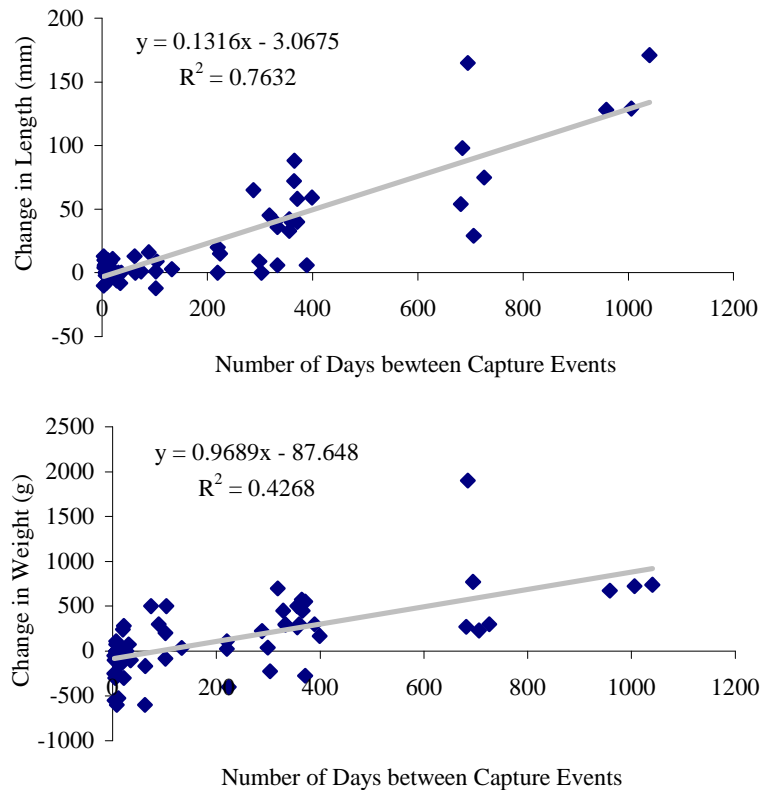 200
150
100
50
0
-50
y = 0.1316x - 3.0675
R² = 0.7632
Change in Length (mm)
0 200 400 600 800 1000 1200
Number of Days bewteen Capture Events
2500
2000
1500
1000
500
0
-500
-1000
y = 0.9689x - 87.648
R² = 0.4268
Change in Weight (g)
0 200 400 600 800 1000 1200
Number of Days between Capture Events